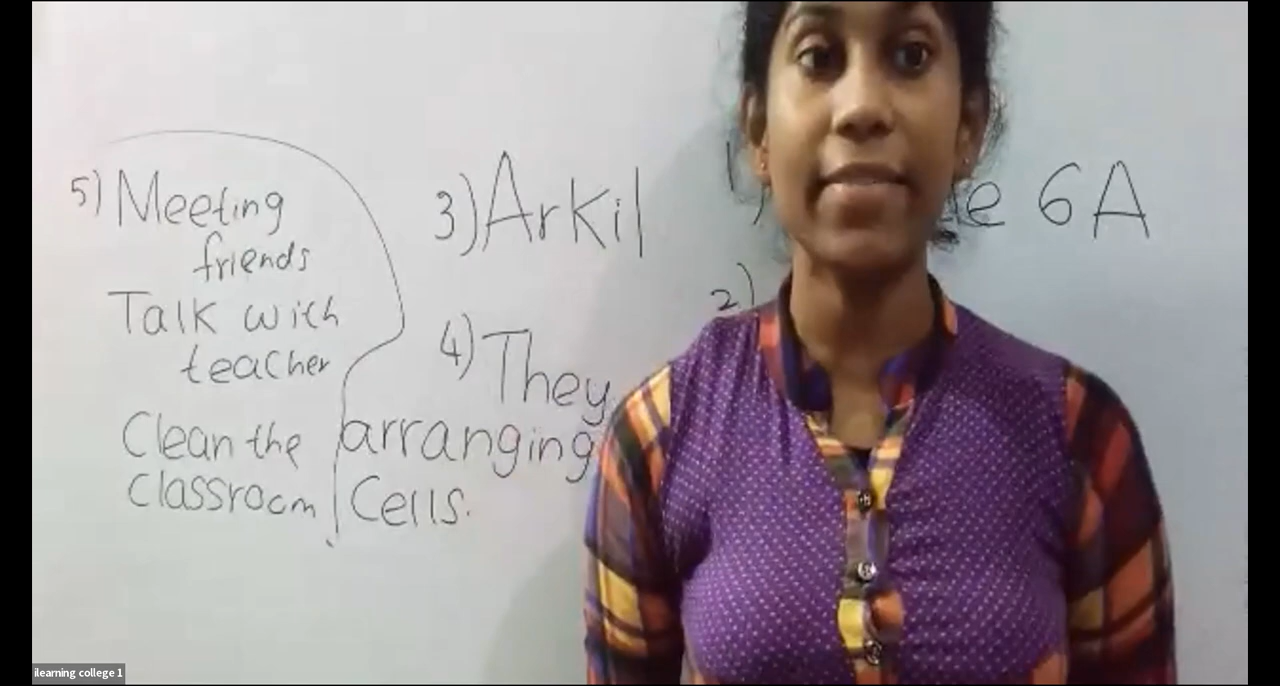 5) Meeting
friends
Talk with
teacher
Clean the
classroom
3) Arkil
4) They
arranging
Cells.
1)
6A
2)
ilearning college 1